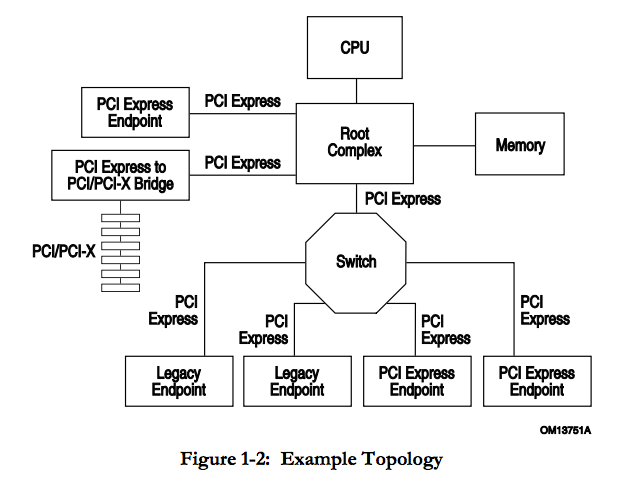 CPU
PCI Express
Endpoint
PCI Express
Root
Complex
Memory
PCI Express to
PCI/PCI-X Bridge
PCI Express
PCI Express
PCI/PCI-X
Switch
PCI
Express
PCI
Express
PCI
Express
PCI
Express
Legacy
Endpoint
Legacy
Endpoint
PCI Express
Endpoint
PCI Express
Endpoint
OM13751A
Figure 1-2: Example Topology